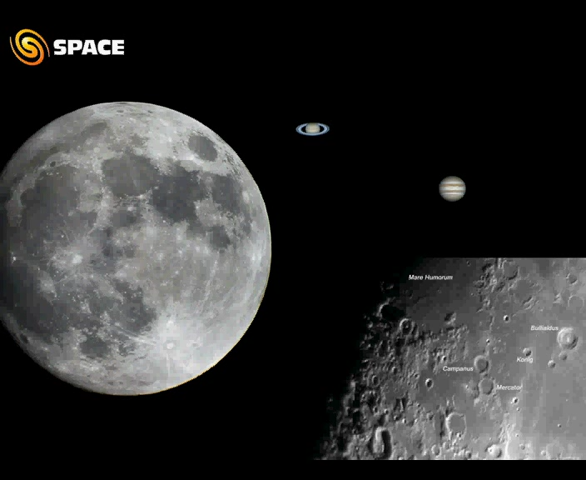 SPACE
Mare Humorum
Bullialdus
König
Campanus
Mercator